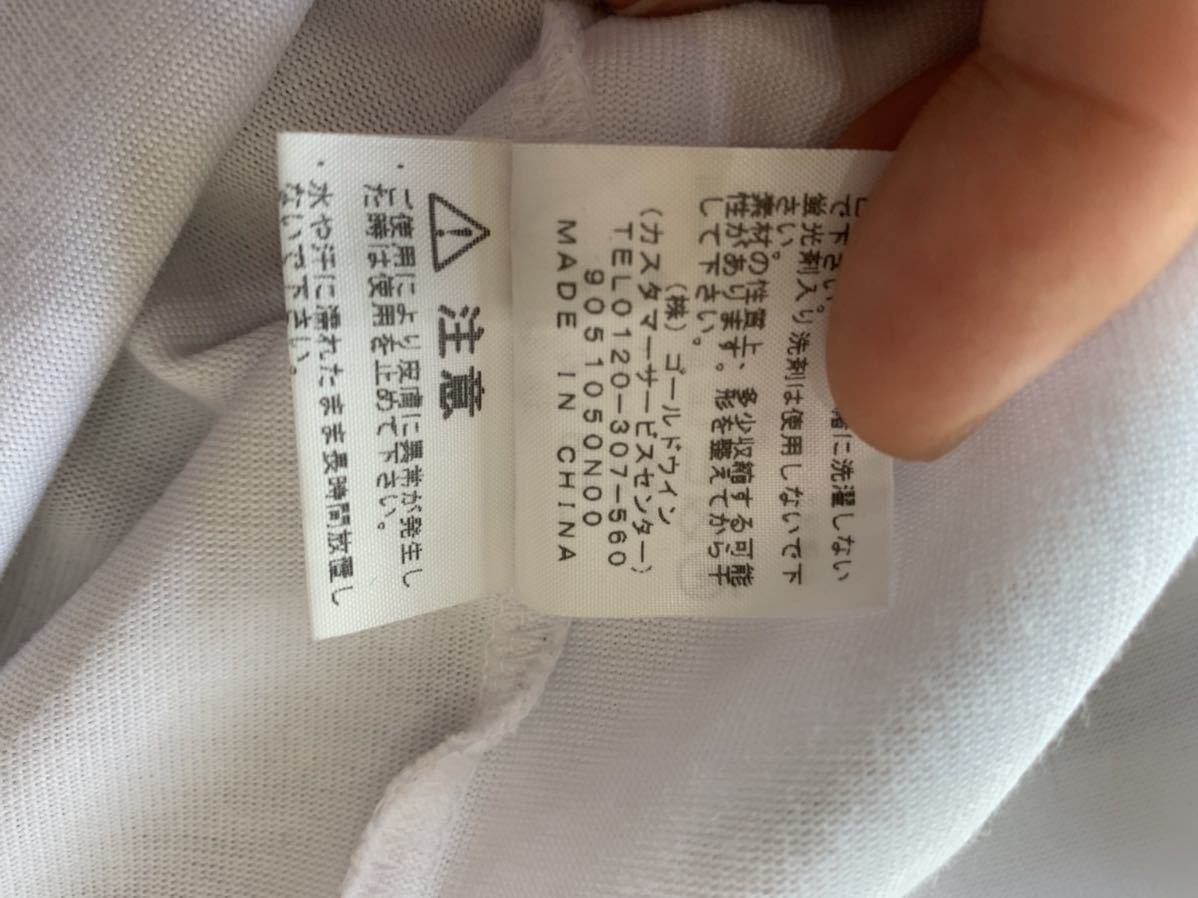 に洗濯しない
で下さい。
蛍光剤入り洗剤は使用しないで下
さい。
素材の性質上、多少収縮する可能
性があります。形を整えてから干
して下さい。
(株)ゴールドウイン
(カスタマーサービスセンター)
TEL0120-307-560
9051050N00
MADE IN CHINA
注意
・ご使用により皮膚に異常が発生し
た時は使用を止めて下さい。
・水や汗に濡れたまま長時間放置し
ないで下さい。